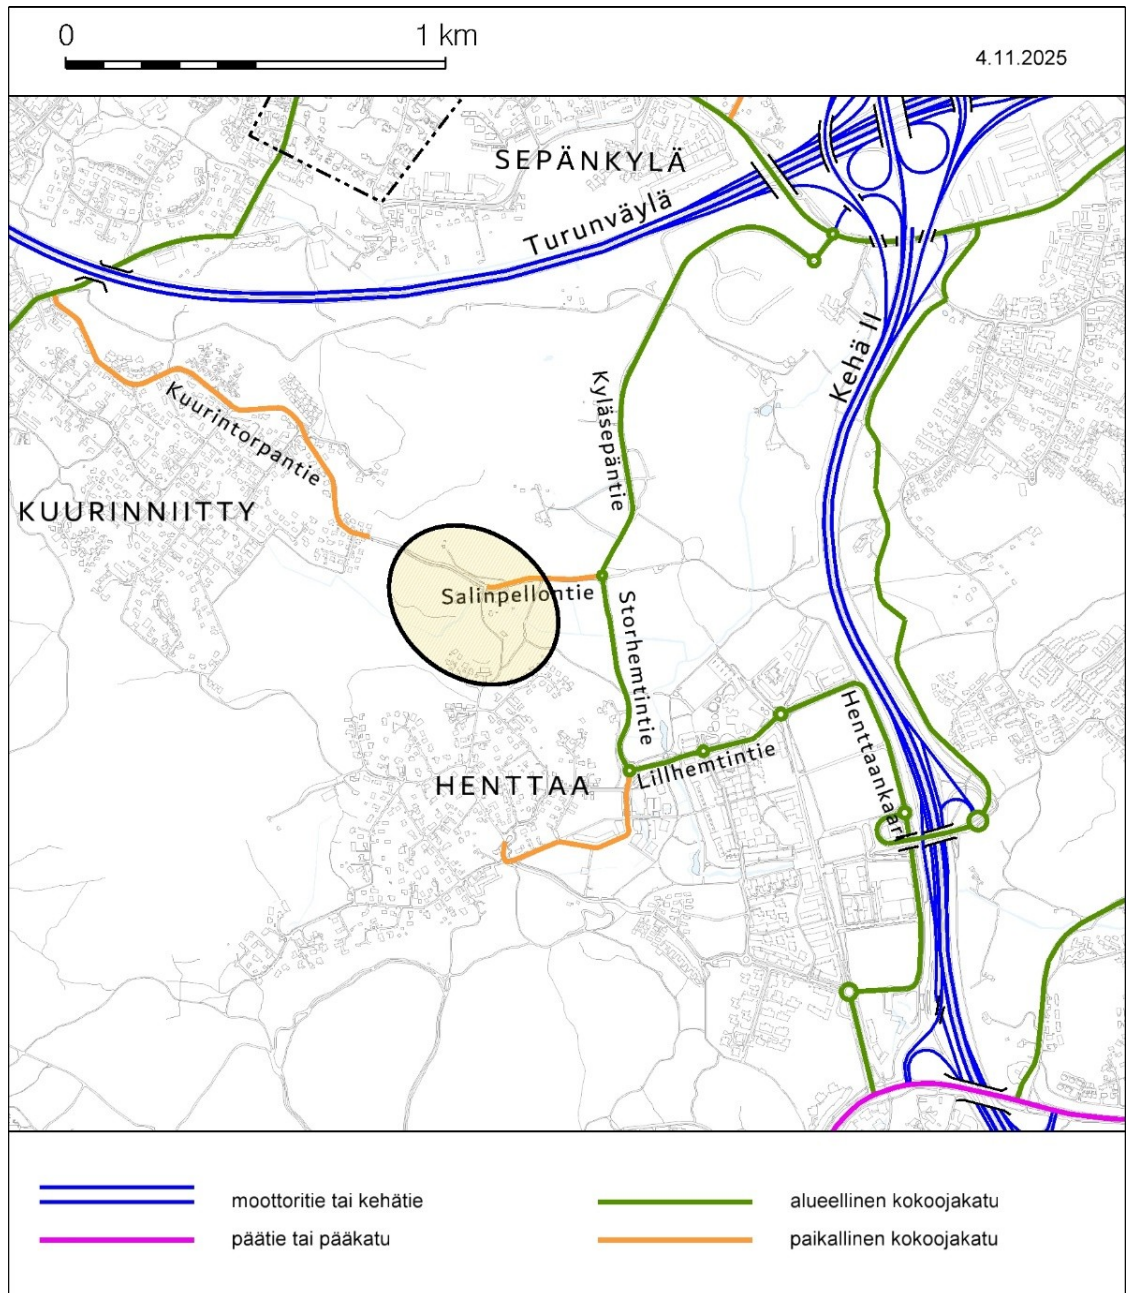 0 1 km
4.11.2025
SEPÄNKYLÄ
Turunväylä
Kehä II
Kyläsepäntie
Kuurintorpantie
KUURINNIITTY
Salinpellontie
Storhemtintie
Henttaankaari
Lillhemtintie
HENTTAA
moottoritie tai kehätie
alueellinen kokoojakatu
päätie tai pääkatu
paikallinen kokoojakatu